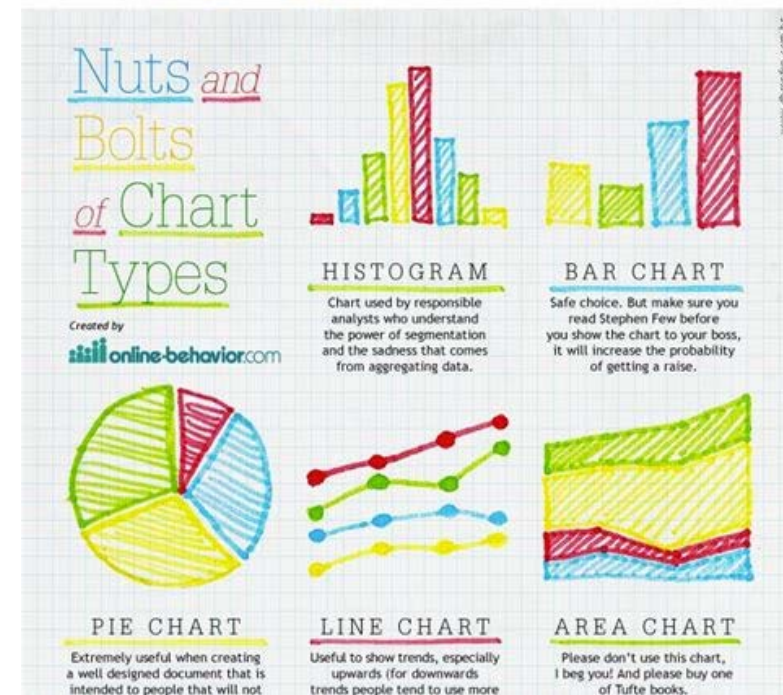 Nuts and
Bolts
of Chart
Types
Created by
online-behavior.com
HISTOGRAM
Chart used by responsible
analysts who understand
the power of segmentation
and the sadness that comes
from aggregating data.
BAR CHART
Safe choice. But make sure you
read Stephen Few before
you show the chart to your boss,
it will increase the probability
of getting a raise.
PIE CHART
Extremely useful when creating
a well designed document that is
intended to people that will not
LINE CHART
Useful to show trends, especially
upwards (for downwards
trends people tend to use more
AREA CHART
Please don't use this chart,
I beg you! And please buy one
of Tufte books.